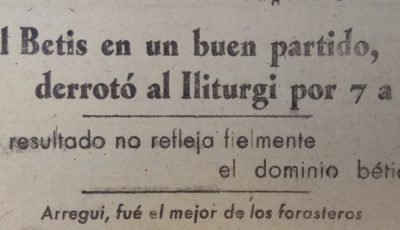 l Betis en un buen partido,
derrotó al Iliturgi por 7 a
resultado no refleja fielmente
el dominio bétic
Arregui, fué el mejor de los forasteros